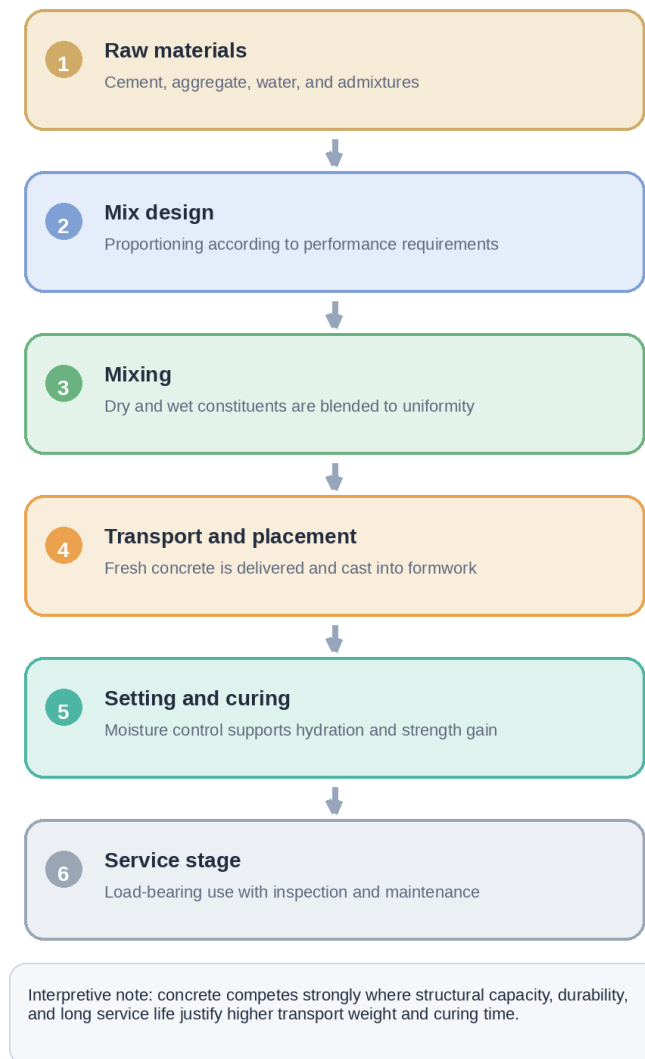 1
Raw materials
Cement, aggregate, water, and admixtures
2
Mix design
Proportioning according to performance requirements
3
Mixing
Dry and wet constituents are blended to uniformity
4
Transport and placement
Fresh concrete is delivered and cast into formwork
5
Setting and curing
Moisture control supports hydration and strength gain
6
Service stage
Load-bearing use with inspection and maintenance
Interpretive note: concrete competes strongly where structural capacity, durability,
and long service life justify higher transport weight and curing time.